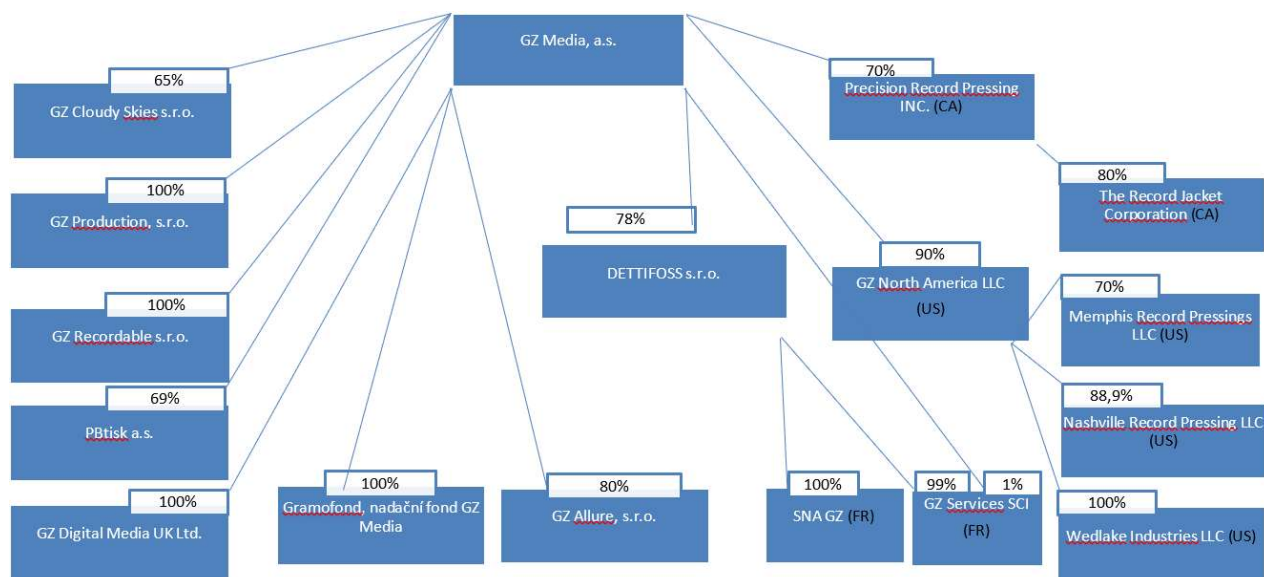 GZ Media, a.s.
65%
GZ Cloudy Skies s.r.o.
100%
GZ Production, s.r.o.
100%
GZ Recordable s.r.o.
69%
PBtisk a.s.
100%
GZ Digital Media UK Ltd.
100%
Gramofond, nadační fond GZ
Media
80%
GZ Allure, s.r.o.
78%
DETTIFOSS s.r.o.
100%
SNA GZ (FR)
99%
1%
GZ Services SCI
(FR)
70%
Precision Record Pressing
INC. (CA)
80%
The Record Jacket
Corporation (CA)
90%
GZ North America LLC
(US)
70%
Memphis Record Pressings
LLC (US)
88,9%
Nashville Record Pressing LLC
(US)
100%
Wedlake Industries LLC (US)